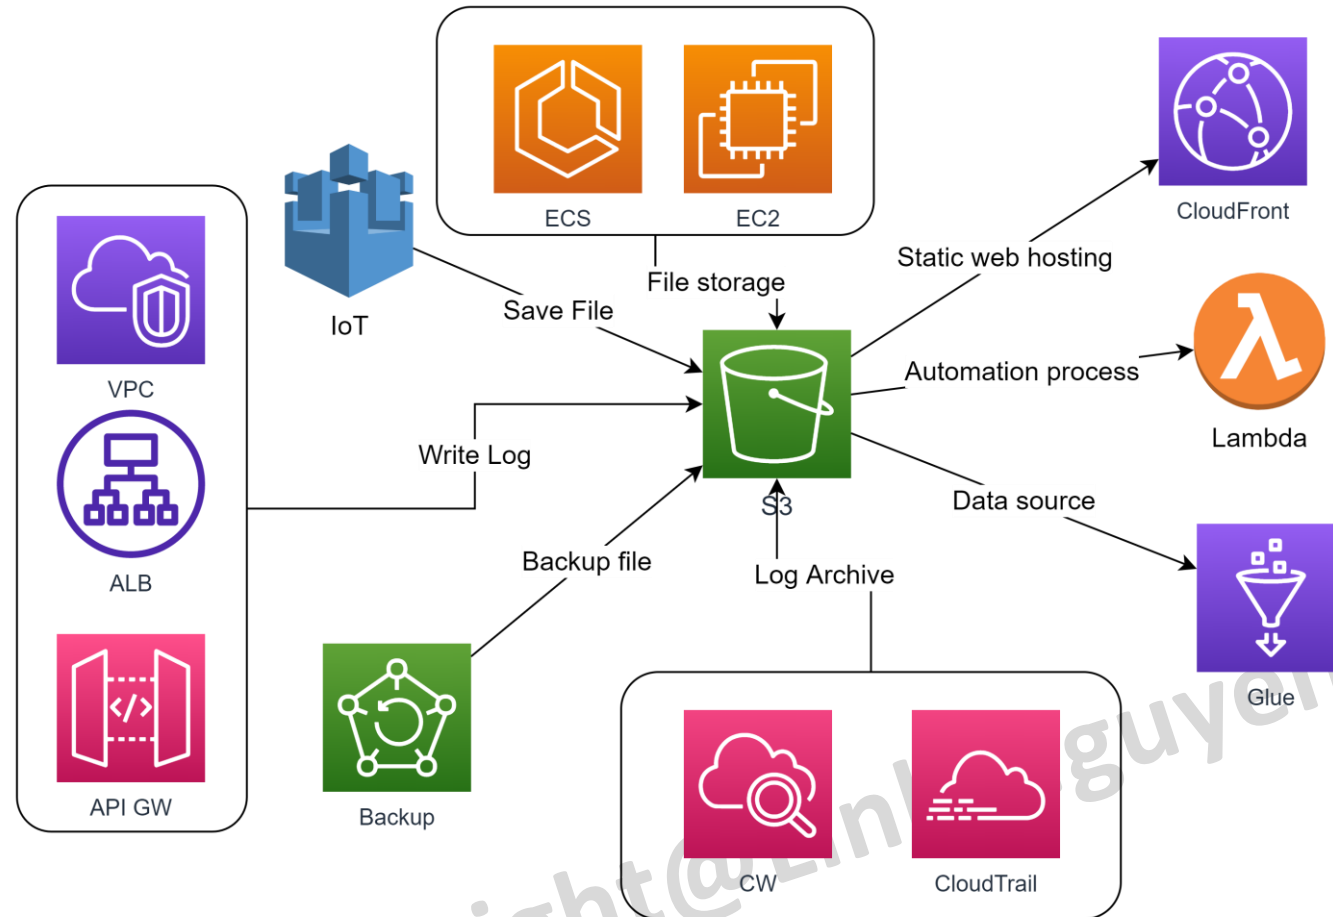 ECS
EC2
CloudFront
IoT
Save File
File storage
Static web hosting
VPC
Automation process
Lambda
Write Log
S3
Data source
ALB
Backup file
Log Archive
Glue
API GW
Backup
CW
CloudTrail